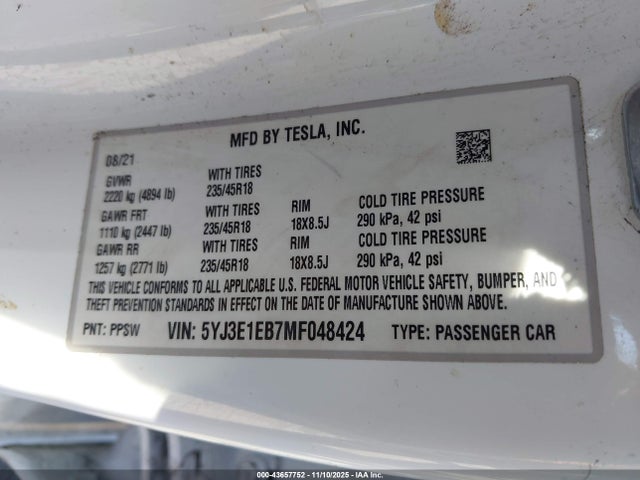 MFD BY TESLA, INC.
08/21
GVWR WITH TIRES
2220 kg (4894 lb) 235/45R18
GAWR FRT WITH TIRES RIM COLD TIRE PRESSURE
1110 kg (2447 lb) 235/45R18 18X8.5J 290 kPa, 42 psi
GAWR RR WITH TIRES RIM COLD TIRE PRESSURE
1257 kg (2771 lb) 235/45R18 18X8.5J 290 kPa, 42 psi
THIS VEHICLE CONFORMS TO ALL APPLICABLE U.S. FEDERAL MOTOR VEHICLE SAFETY, BUMPER, AND
THEFT PREVENTION STANDARDS IN EFFECT ON THE DATE OF MANUFACTURE SHOWN ABOVE.
PNT: PPSW VIN: 5YJ3E1EB7MF048424 TYPE: PASSENGER CAR
000-43657752 - 11/10/2025 - IAA Inc.